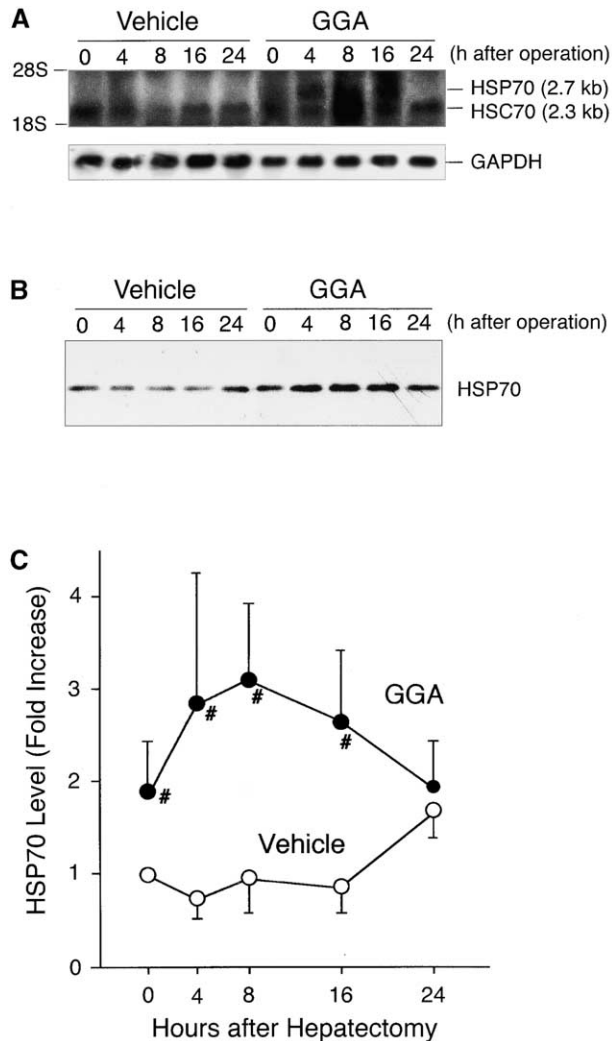 A
Vehicle GGA
0 4 8 16 24 0 4 8 16 24 (h after operation)
28S
HSP70 (2.7 kb)
HSC70 (2.3 kb)
18S
GAPDH
B
Vehicle GGA
0 4 8 16 24 0 4 8 16 24 (h after operation)
HSP70
C
HSP70 Level (Fold Increase)
4
3
2
1
0
GGA
Vehicle
# # # #
0 4 8 16 24
Hours after Hepatectomy